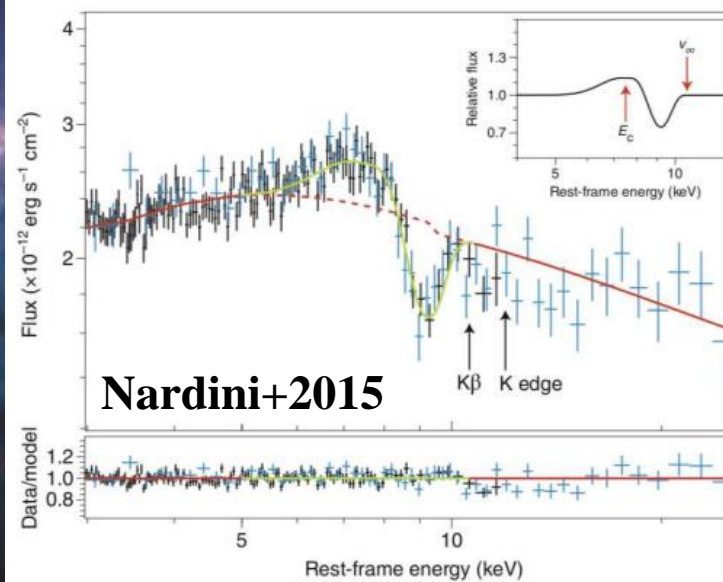 4
3
2
Flux (×10⁻¹² erg s⁻¹ cm⁻²)
1.3
1.0
0.7
Relative flux
v∞
E_C
5
10
Rest-frame energy (keV)
Kβ
K edge
Nardini+2015
1.2
1.0
0.8
Data/model
5
10
Rest-frame energy (keV)